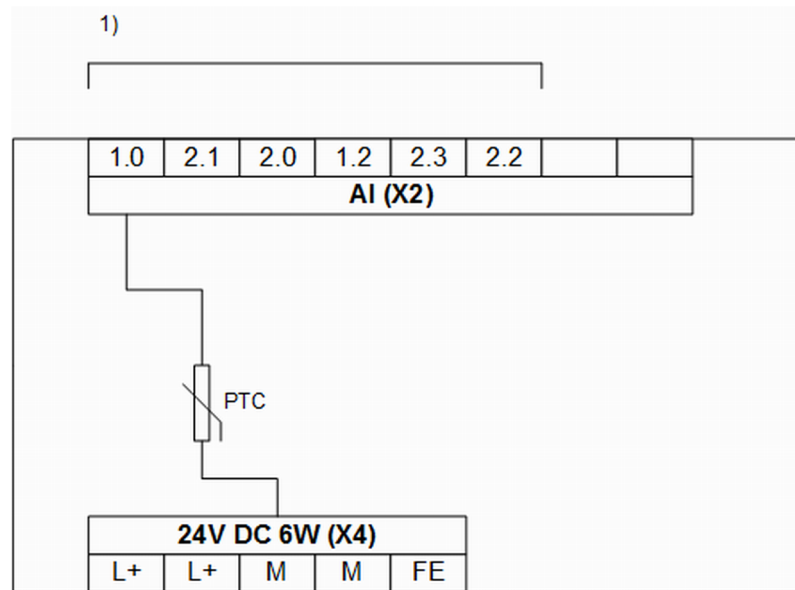 1)
1.0 2.1 2.0 1.2 2.3 2.2
AI (X2)
PTC
24V DC 6W (X4)
L+ L+ M M FE